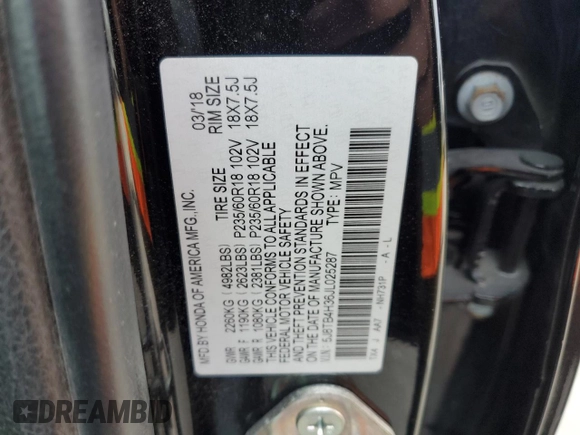 MFD.BY HONDA OF AMERICA MFG., INC. 03/18
TIRE SIZE RIM SIZE
GVWR 2260KG (4982LBS)
GAWR F 1190KG (2623LBS) P235/60R18 102V 18X7.5J
GAWR R 1080KG (2381LBS) P235/60R18 102V 18X7.5J
THIS VEHICLE CONFORMS TO ALL APPLICABLE
FEDERAL MOTOR VEHICLE SAFETY
AND THEFT PREVENTION STANDARDS IN EFFECT
ON THE DATE OF MANUFACTURE SHOWN ABOVE.
V.I.N.: 5J8TB4H36JL025287 TYPE: MPV
TX4 J AA7 - NH731P - A - L
DREAMBID